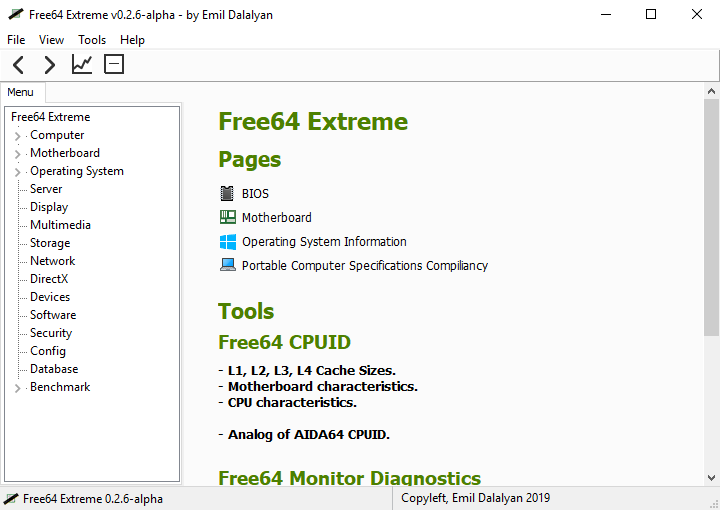 Free64 Extreme v0.2.6-alpha - by Emil Dalalyan
File View Tools Help
Menu
Free64 Extreme
Computer
Motherboard
Operating System
Server
Display
Multimedia
Storage
Network
DirectX
Devices
Software
Security
Config
Database
Benchmark
Free64 Extreme
Pages
BIOS
Motherboard
Operating System Information
Portable Computer Specifications Compiliancy
Tools
Free64 CPUID
- L1, L2, L3, L4 Cache Sizes.
- Motherboard characteristics.
- CPU characteristics.
- Analog of AIDA64 CPUID.
Free64 Monitor Diagnostics
Free64 Extreme 0.2.6-alpha
Copyleft, Emil Dalalyan 2019